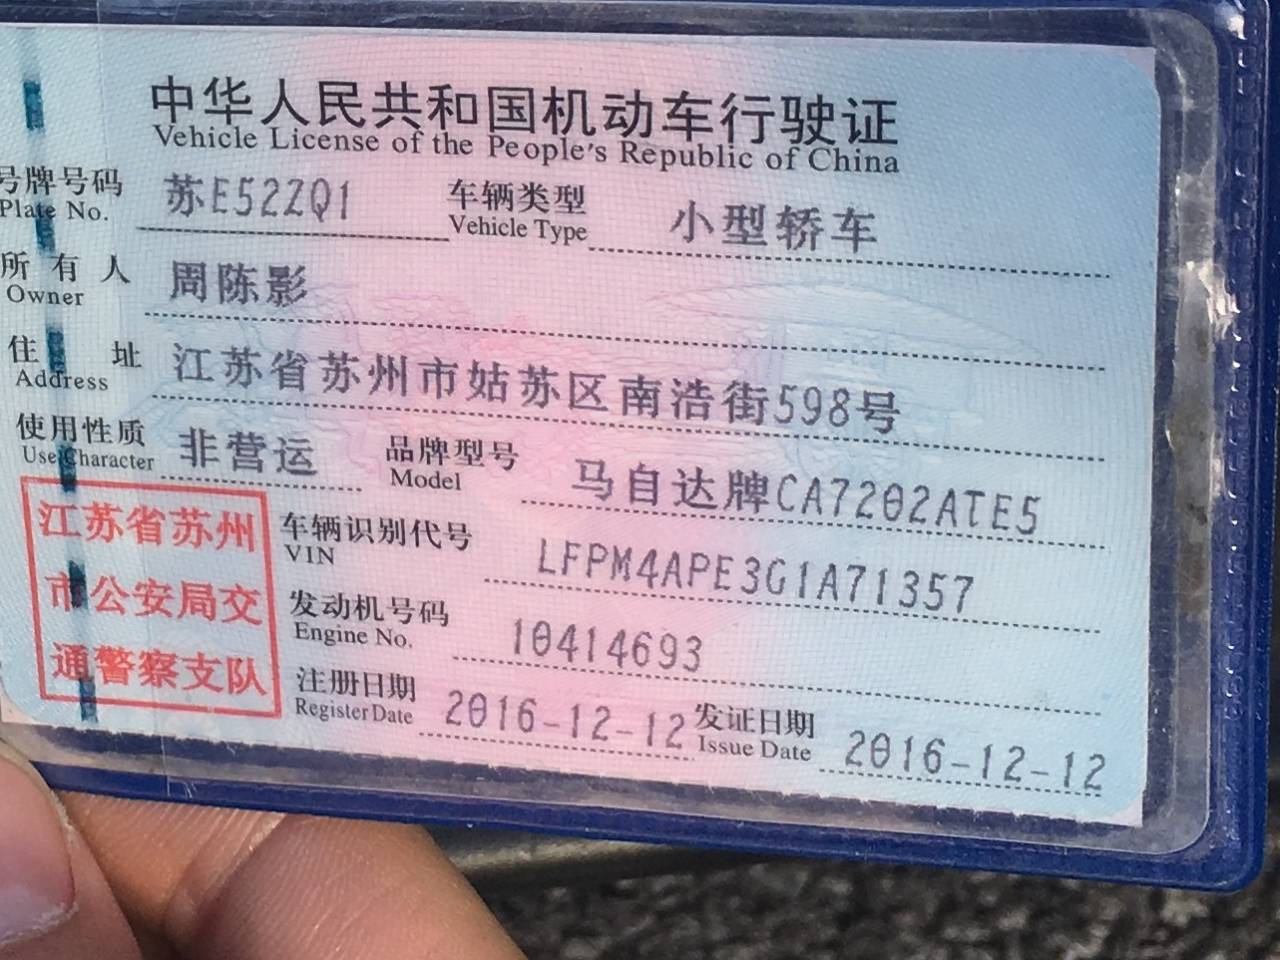 中华人民共和国机动车行驶证
Vehicle License of the People's Republic of China
号牌号码 苏E52ZQ1 车辆类型 小型轿车
Plate No. Vehicle Type
所有人 周陈影
Owner
住址 江苏省苏州市姑苏区南浩街598号
Address
使用性质 非营运 品牌型号 马自达牌CA7202ATE5
Use Character Model
江苏省苏州
市公安局交
通警察支队
车辆识别代号 LFPM4APE3G1A71357
VIN
发动机号码 10414693
Engine No.
注册日期 2016-12-12 发证日期 2016-12-12
Register Date Issue Date